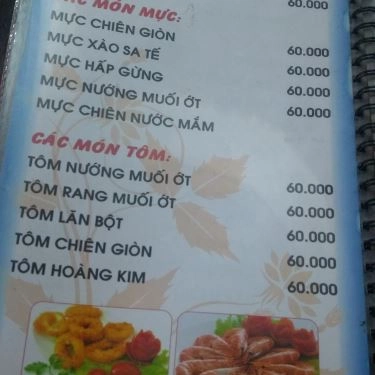 CÁC MÓN MỰC:
60.000
MỰC CHIÊN GIÒN
MỰC XÀO SA TẾ 60.000
MỰC HẤP GỪNG 60.000
MỰC NƯỚNG MUỐI ỚT 60.000
MỰC CHIÊN NƯỚC MẮM 60.000
CÁC MÓN TÔM:
TÔM NƯỚNG MUỐI ỚT 60.000
TÔM RANG MUỐI ỚT 60.000
TÔM LĂN BỘT 60.000
TÔM CHIÊN GIÒN 60.000
TÔM HOÀNG KIM 60.000